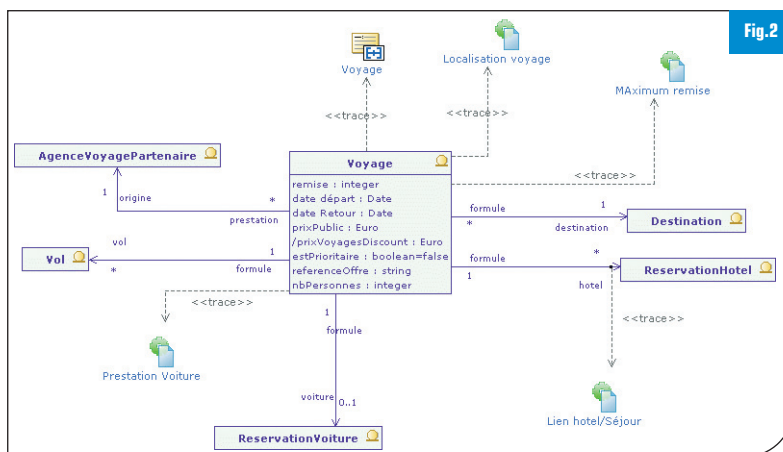 Fig.2
Voyage
Localisation voyage
MAximum remise
<<trace>>
<<trace>>
<<trace>>
AgenceVoyagePartenaire
1
origine
*
prestation
Voyage
remise : integer
date départ : Date
date Retour : Date
prixPublic : Euro
/prixVoyagesDiscount : Euro
estPrioritaire : boolean=false
referenceOffre : string
nbPersonnes : integer
formule
1
*
destination
Destination
vol
1
Vol
*
formule
formule
*
1
hotel
ReservationHotel
<<trace>>
<<trace>>
1
formule
Prestation Voiture
voiture
0..1
Lien hotel/Séjour
ReservationVoiture